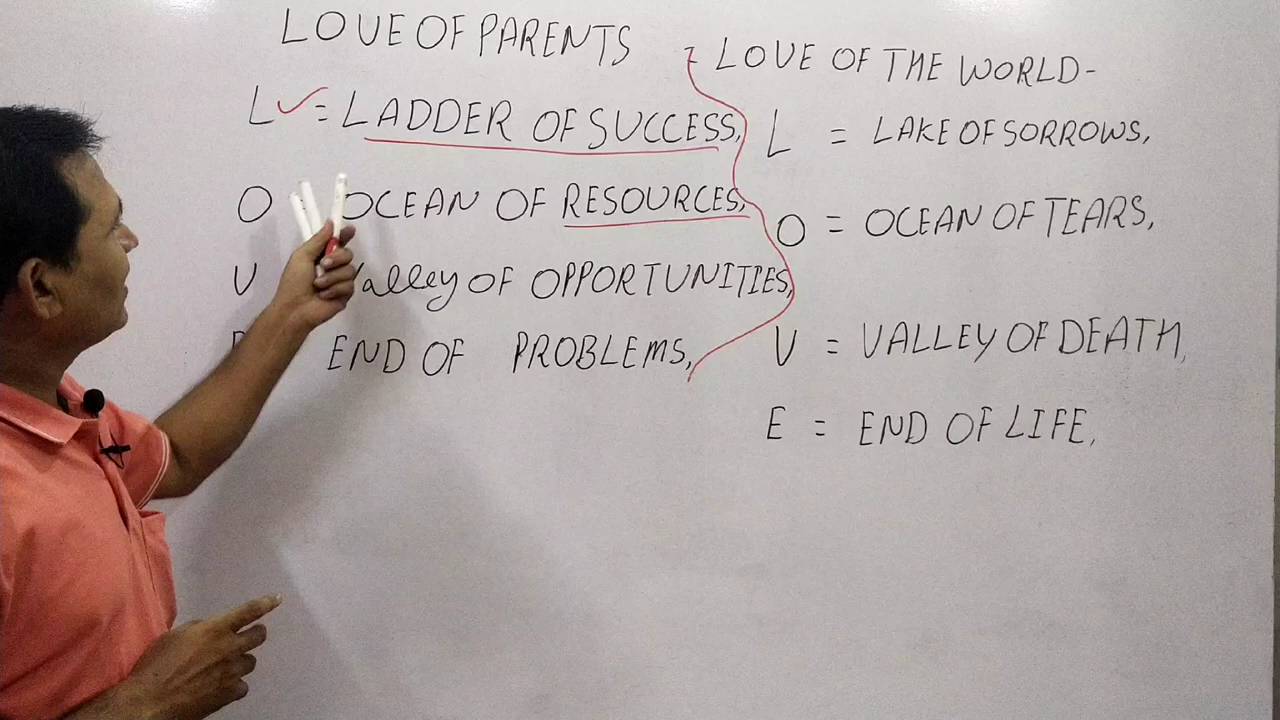 LOVE OF PARENTS
L = LADDER OF SUCCESS,
O = OCEAN OF RESOURCES,
V Valley OF OPPORTUNITIES,
END OF PROBLEMS,
- LOVE OF THE WORLD -
L = LAKE OF SORROWS,
O = OCEAN OF TEARS,
V = VALLEY OF DEATH,
E = END OF LIFE,